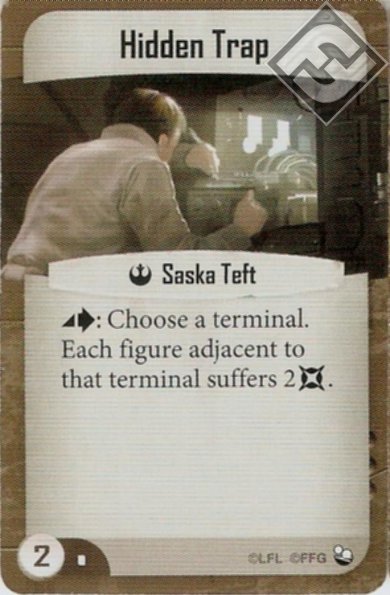 Hidden Trap
Saska Teft
: Choose a terminal.
Each figure adjacent to
that terminal suffers 2 .
2
©LFL ©FFG